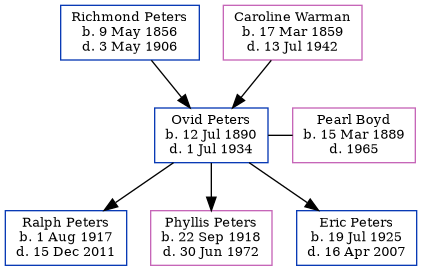 Richmond Peters
b. 9 May 1856
d. 3 May 1906
Caroline Warman
b. 17 Mar 1859
d. 13 Jul 1942
Ovid Peters
b. 12 Jul 1890
d. 1 Jul 1934
Pearl Boyd
b. 15 Mar 1889
d. 1965
Ralph Peters
b. 1 Aug 1917
d. 15 Dec 2011
Phyllis Peters
b. 22 Sep 1918
d. 30 Jun 1972
Eric Peters
b. 19 Jul 1925
d. 16 Apr 2007